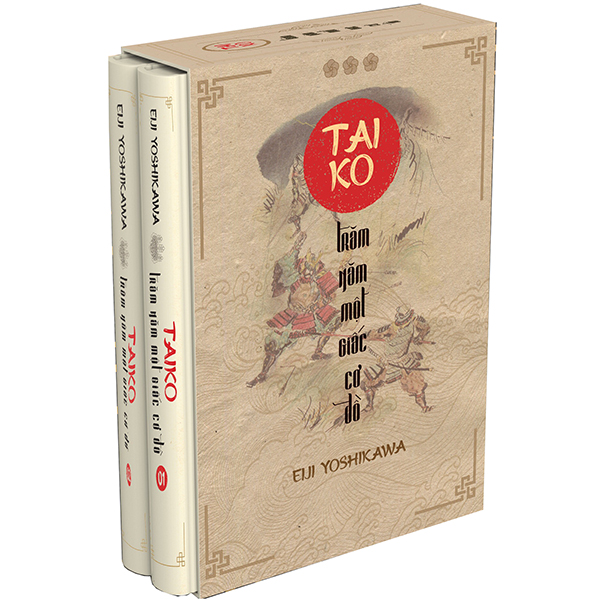 TAI
KO
trăm
năm
một
giấc
cơ
đồ
EIJI YOSHIKAWA
EIJI YOSHIKAWA
TAIKO
trăm năm một giấc cơ đồ
01
EIJI YOSHIKAWA
TAIKO
trăm năm một giấc cơ đồ